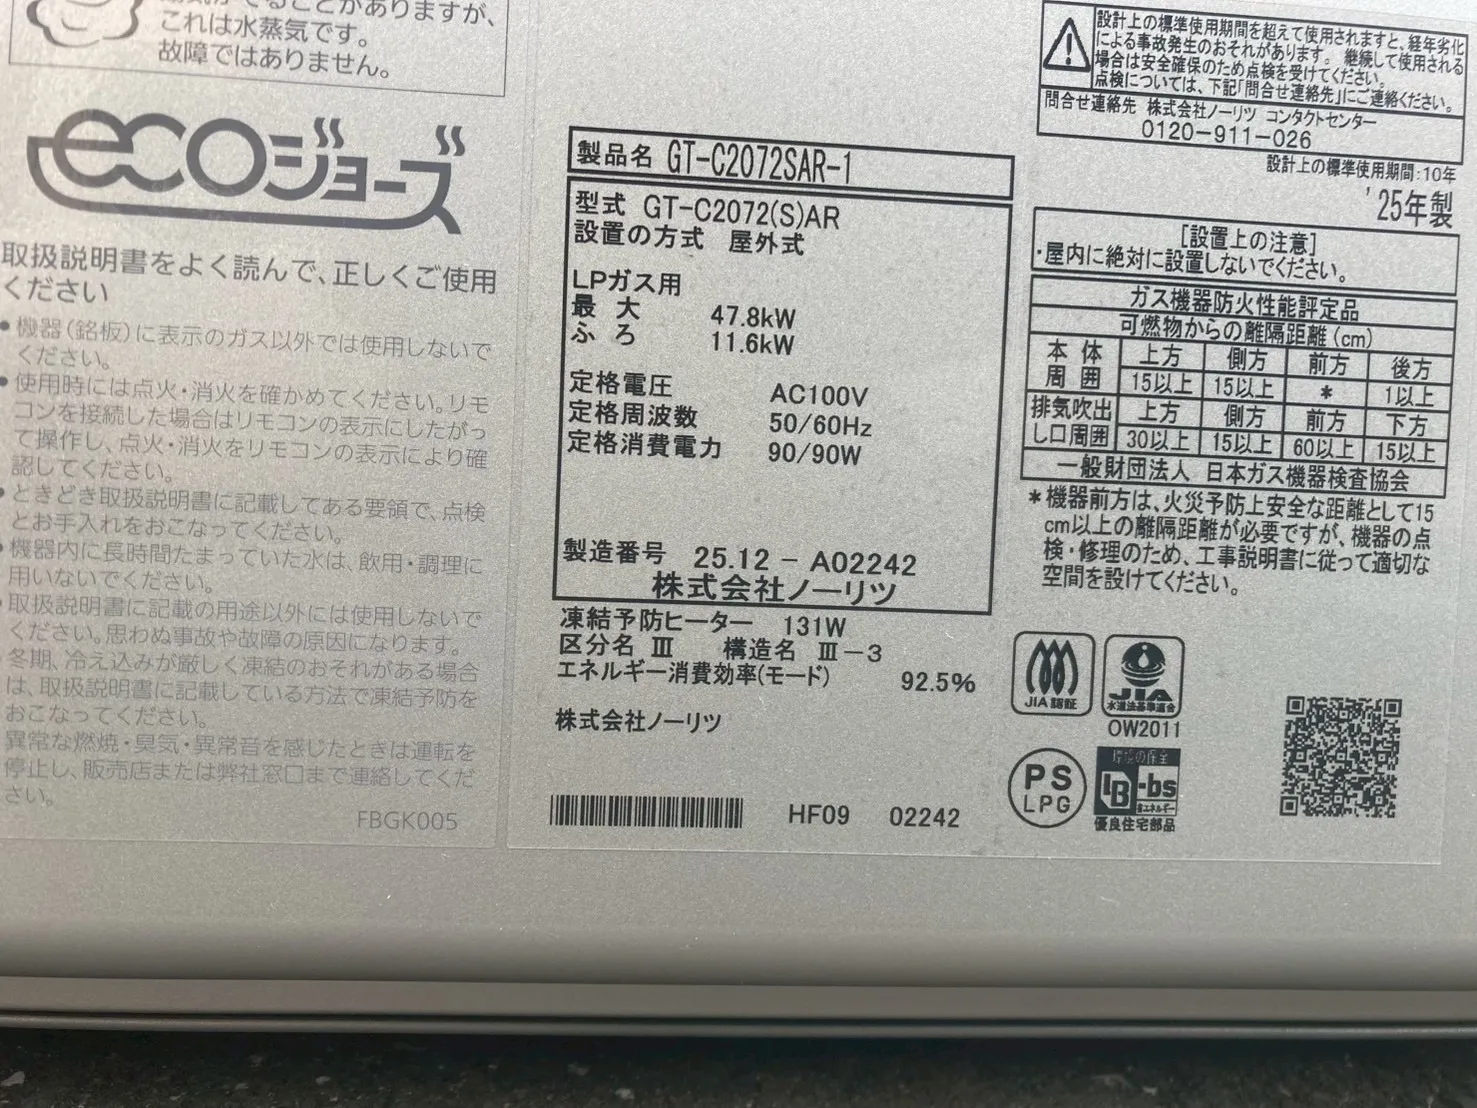 ることがありますが、
これは水蒸気です。
故障ではありません。
ecoジョーズ
取扱説明書をよく読んで、正しくご使用
ください
•機器(銘板)に表示のガス以外では使用しないで
ください。
•使用時には点火・消火を確かめてください。リモ
コンを接続した場合はリモコンの表示にしたがっ
て操作し、点火・消火をリモコンの表示により確
認してください。
•ときどき取扱説明書に記載してある要領で、点検
とお手入れをおこなってください。
•機器内に長時間たまっていた水は、飲用・調理に
用いないでください。
•取扱説明書に記載の用途以外には使用しないで
ください。思わぬ事故や故障の原因になります。
冬期、冷え込みが厳しく凍結のおそれがある場合
は、取扱説明書に記載している方法で凍結予防を
おこなってください。
異常な燃焼・臭気・異常音を感じたときは運転を
停止し、販売店または弊社窓口まで連絡してくだ
さい。
FBGK005
製品名 GT-C2072SAR-1
型式 GT-C2072(S)AR
設置の方式 屋外式
LPガス用
最大 47.8kW
ふろ 11.6kW
定格電圧 AC100V
定格周波数 50/60Hz
定格消費電力 90/90W
製造番号 25.12-A02242
株式会社ノーリツ
凍結予防ヒーター 131W
区分名 Ⅲ 構造名 Ⅲ-3
エネルギー消費効率(モード) 92.5%
株式会社ノーリツ
HF09 02242
設計上の標準使用期間を超えて使用されますと、経年劣化
による事故発生のおそれがあります。継続して使用される
場合は安全確保のため点検を受けてください。
点検については、下記「問合せ連絡先」にご連絡ください。
問合せ連絡先 株式会社ノーリツ コンタクトセンター
0120-911-026
設計上の標準使用期間:10年
'25年製
[設置上の注意]
・屋内に絶対に設置しないでください。
ガス機器防火性能評定品
可燃物からの離隔距離(cm)
本体周囲 上方 側方 前方 後方
15以上 15以上 * 1以上
排気吹出し口周囲 上方 側方 前方 下方
30以上 15以上 60以上 15以上
一般財団法人 日本ガス機器検査協会
*機器前方は、火災予防上安全な距離として15
cm以上の離隔距離が必要ですが、機器の点
検・修理のため、工事説明書に従って適切な
空間を設けてください。
JIA認証
JIA
水道法基準適合
OW2011
PS
LPG
環境の保全
BL-bs
省エネルギー
優良住宅部品